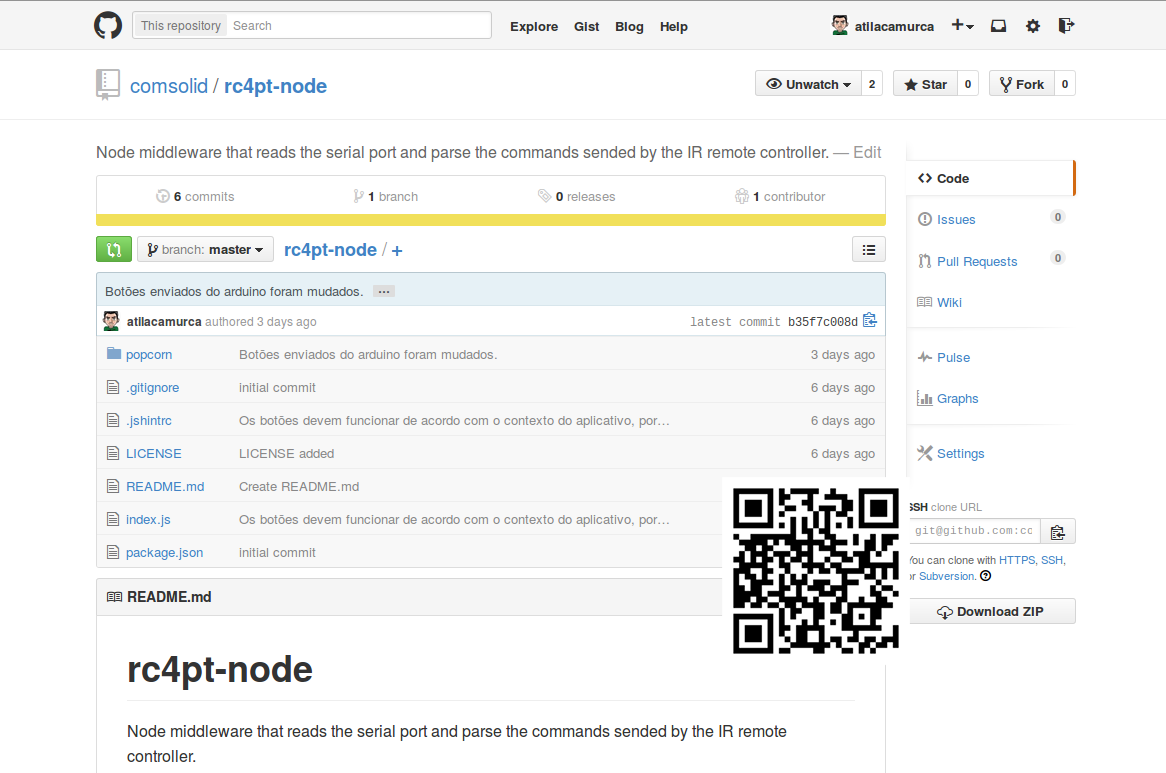 This repository Search Explore Gist Blog Help atilacamurca
comsolid / rc4pt-node Unwatch 2 Star 0 Fork 0
Node middleware that reads the serial port and parse the commands sended by the IR remote controller. — Edit
6 commits 1 branch 0 releases 1 contributor
branch: master rc4pt-node / +
Botões enviados do arduino foram mudados. ...
atilacamurca authored 3 days ago latest commit b35f7c008d
popcorn Botões enviados do arduino foram mudados. 3 days ago
.gitignore initial commit 6 days ago
.jshintrc Os botões devem funcionar de acordo com o contexto do aplicativo, por… 6 days ago
LICENSE LICENSE added 6 days ago
README.md Create README.md
index.js Os botões devem funcionar de acordo com o contexto do aplicativo, por…
package.json initial commit
README.md
rc4pt-node
Node middleware that reads the serial port and parse the commands sended by the IR remote
controller.
Code
Issues 0
Pull Requests 0
Wiki
Pulse
Graphs
Settings
SSH clone URL
git@github.com:cc
You can clone with HTTPS, SSH,
or Subversion.
Download ZIP